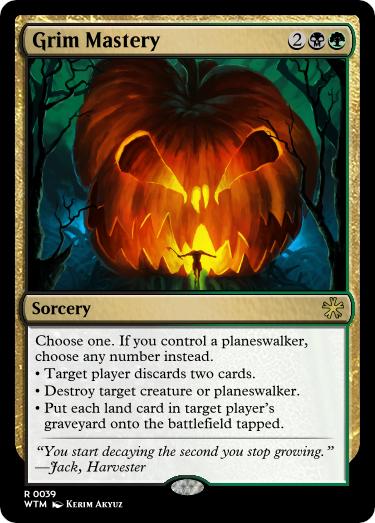 Grim Mastery 2
Sorcery
Choose one. If you control a planeswalker,
choose any number instead.
• Target player discards two cards.
• Destroy target creature or planeswalker.
• Put each land card in target player's
graveyard onto the battlefield tapped.
“You start decaying the second you stop growing.”
—Jack, Harvester
R 0039
WTM Kerim Akyuz